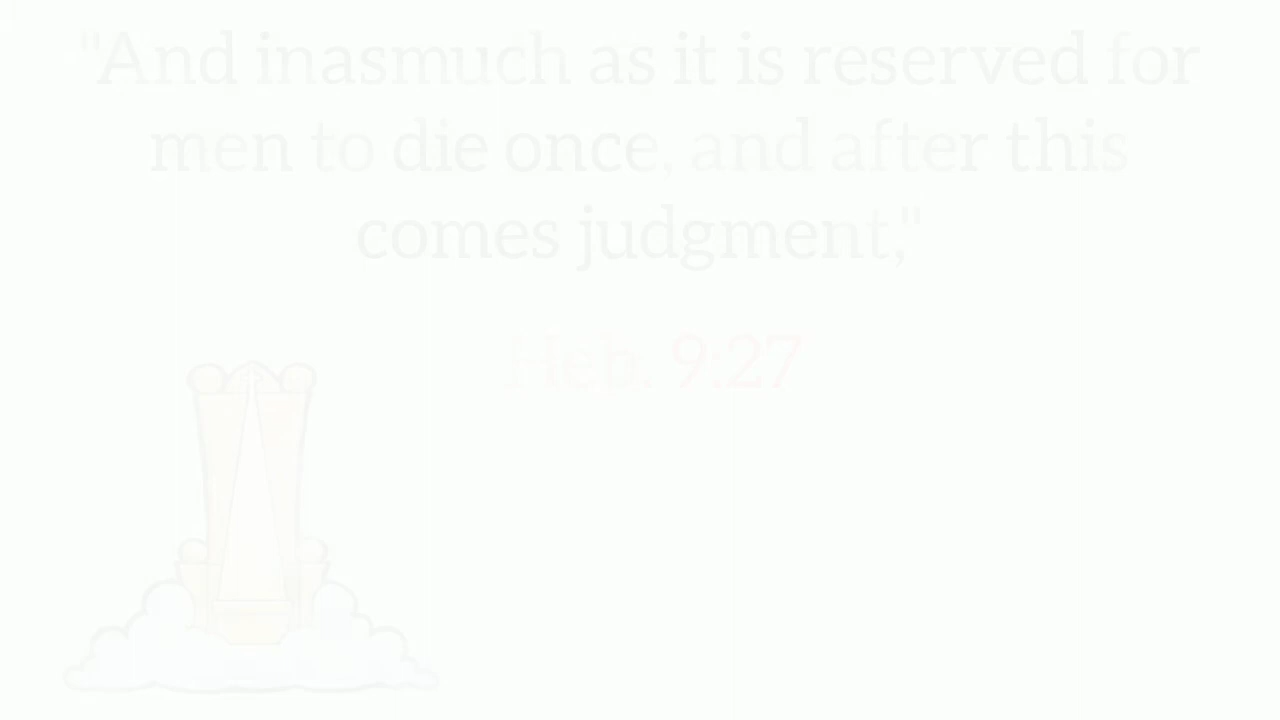 "And inasmuch as it is reserved for
men to die once, and after this
comes judgment,"
Heb. 9:27